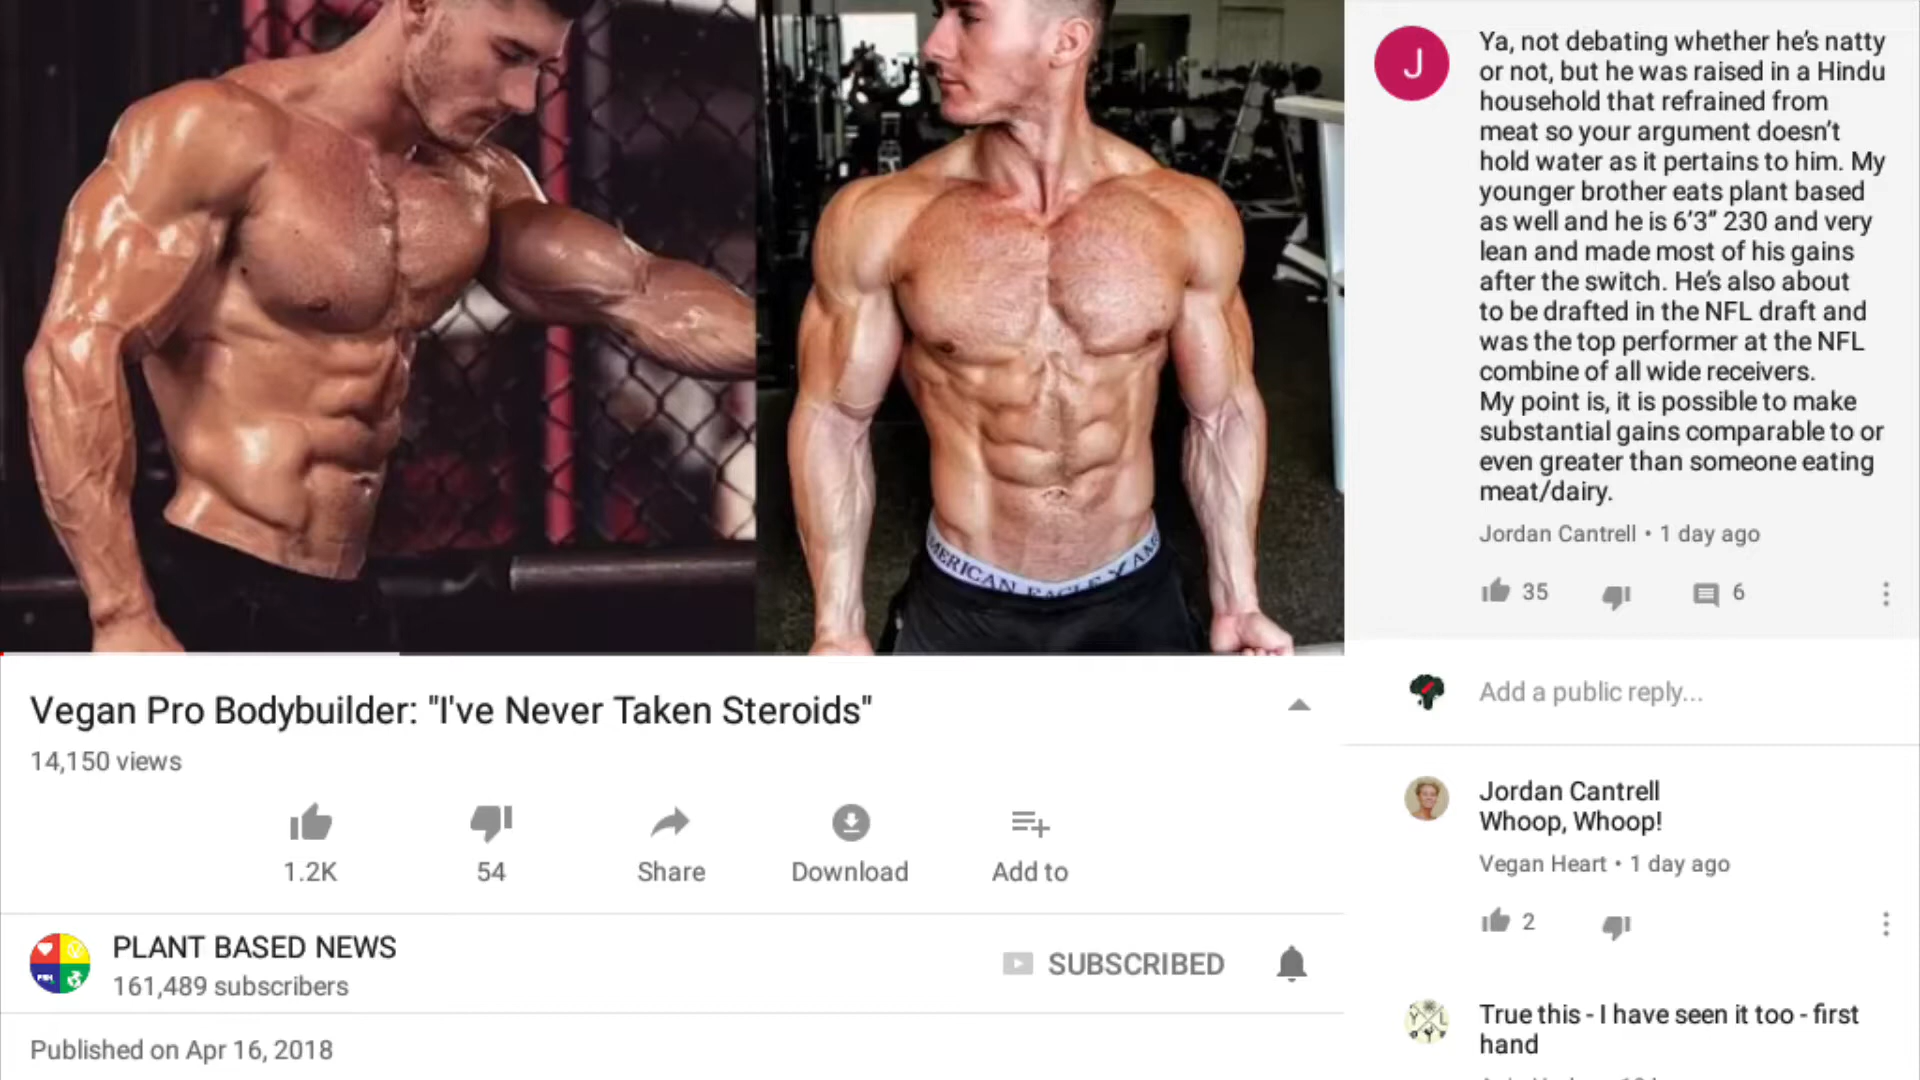 MERICAN EAGLE AM
Vegan Pro Bodybuilder: "I've Never Taken Steroids"
14,150 views
1.2K
54
Share
Download
Add to
PLANT BASED NEWS
161,489 subscribers
SUBSCRIBED
Published on Apr 16, 2018
J
Ya, not debating whether he's natty
or not, but he was raised in a Hindu
household that refrained from
meat so your argument doesn't
hold water as it pertains to him. My
younger brother eats plant based
as well and he is 6'3” 230 and very
lean and made most of his gains
after the switch. He's also about
to be drafted in the NFL draft and
was the top performer at the NFL
combine of all wide receivers.
My point is, it is possible to make
substantial gains comparable to or
even greater than someone eating
meat/dairy.
Jordan Cantrell • 1 day ago
35
6
Add a public reply...
Jordan Cantrell
Whoop, Whoop!
Vegan Heart • 1 day ago
2
True this - I have seen it too - first
hand